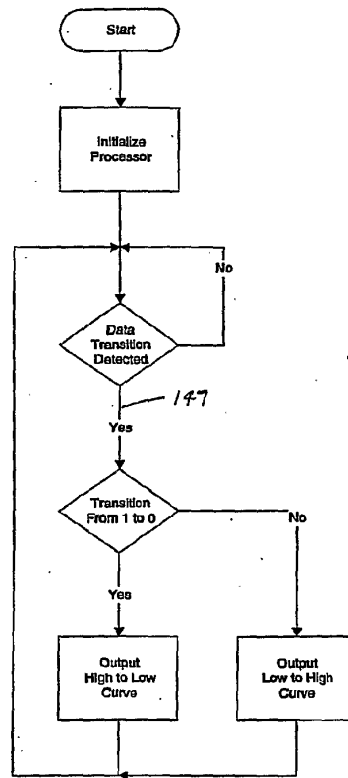 Start
Initialize
Processor
No
Data
Transition
Detected
147
Yes
Transition
From 1 to 0
No
Yes
Output
High to Low
Curve
Output
Low to High
Curve